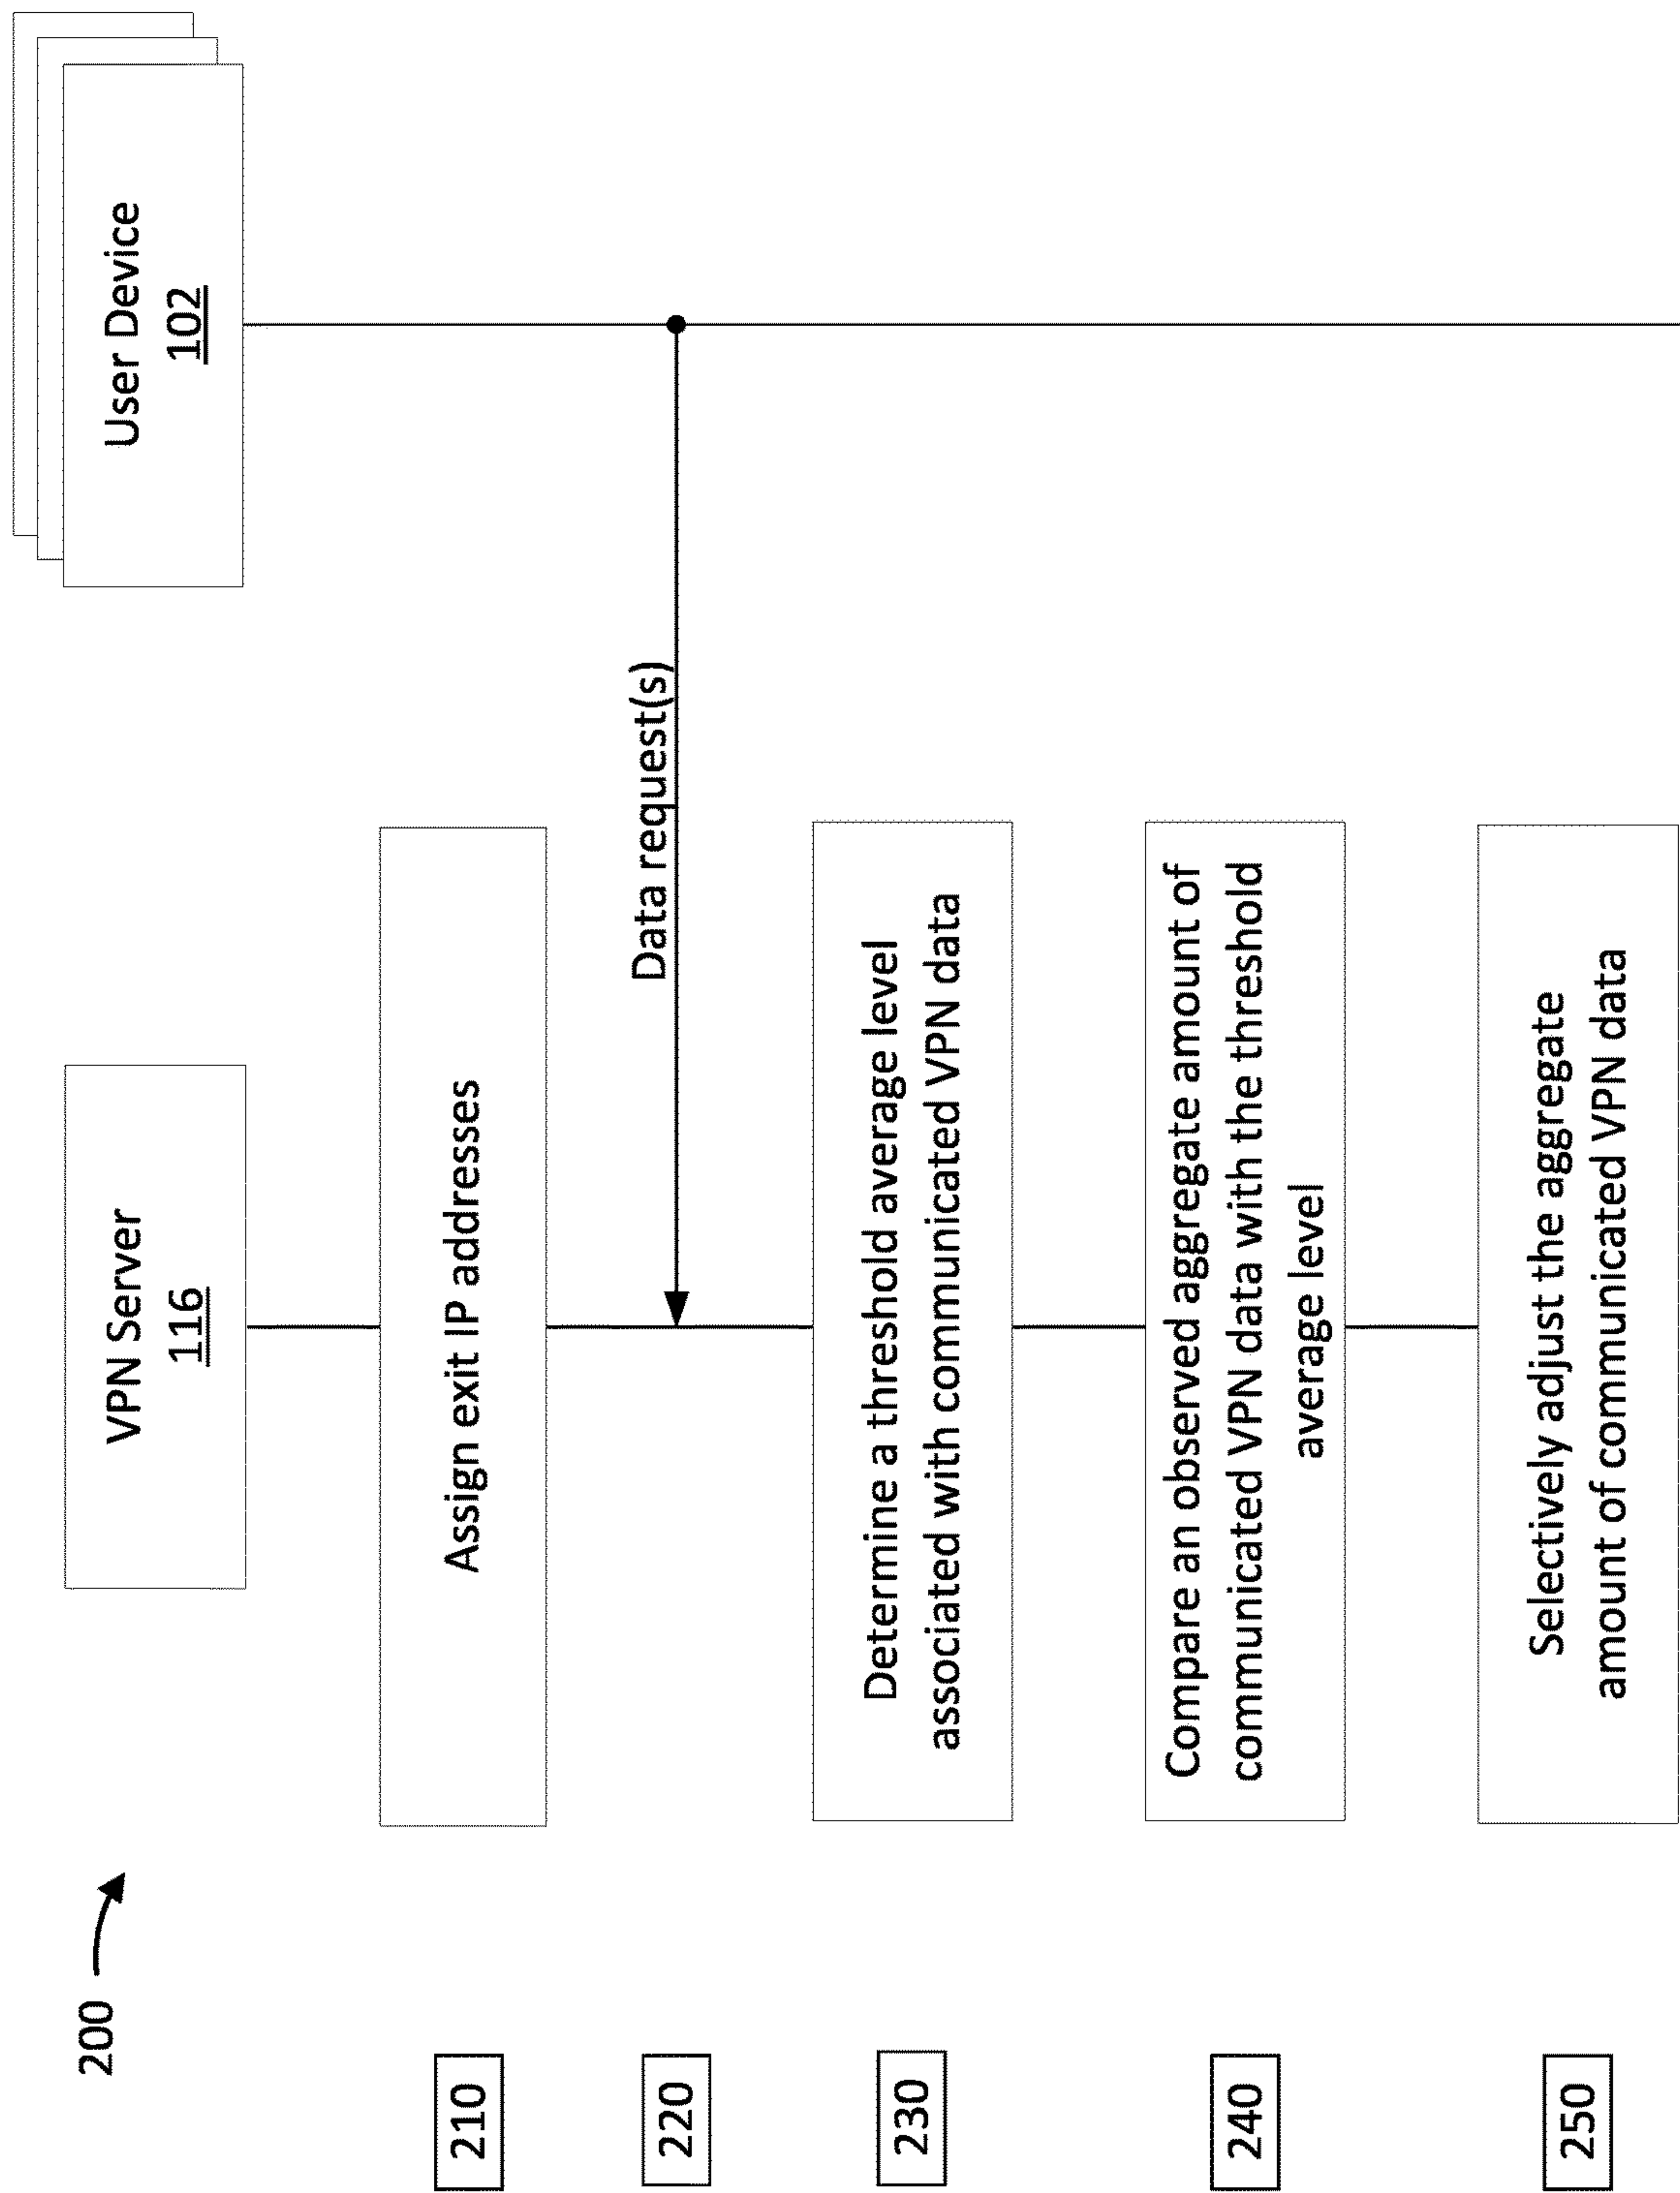 200
VPN Server
116
User Device
102
210
Assign exit IP addresses
220
Data request(s)
230
Determine a threshold average level
associated with communicated VPN data
240
Compare an observed aggregate amount of
communicated VPN data with the threshold
average level
250
Selectively adjust the aggregate
amount of communicated VPN data